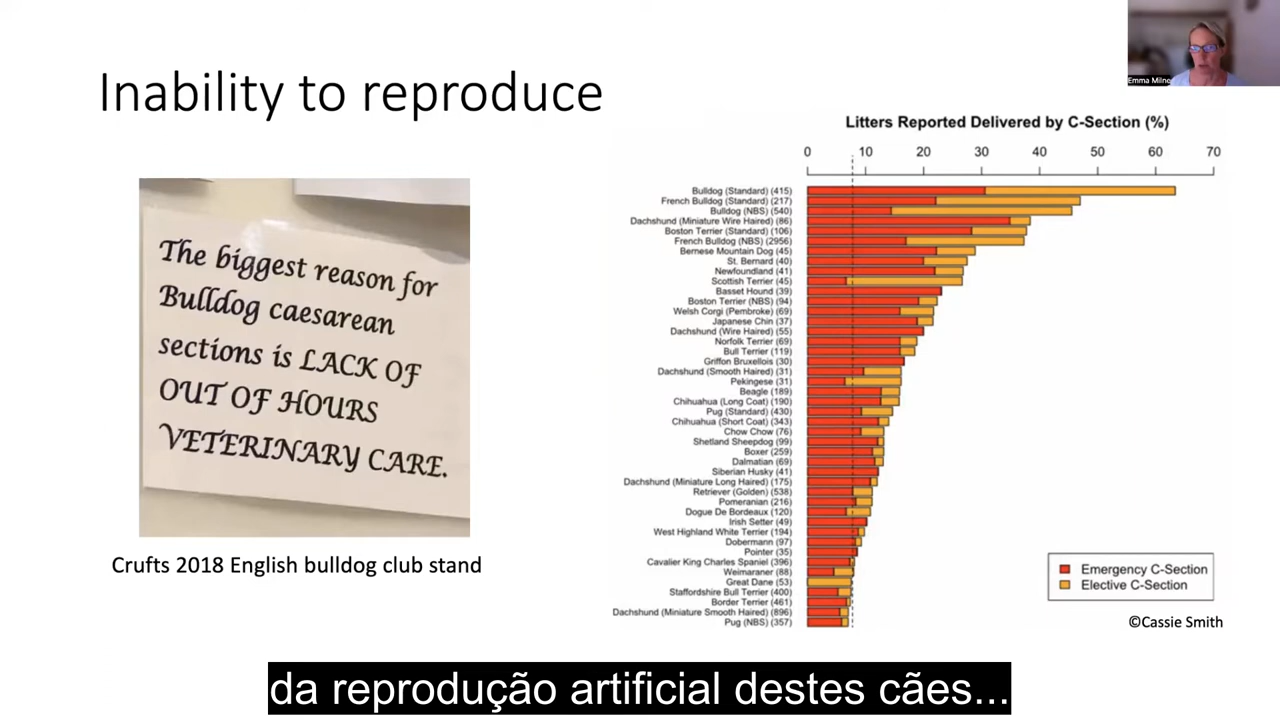 Emma Milne
Inability to reproduce
The biggest reason for
Bulldog caesarean
sections is LACK OF
OUT OF HOURS
VETERINARY CARE.
Crufts 2018 English bulldog club stand
Litters Reported Delivered by C-Section (%)
0 10 20 30 40 50 60 70
Bulldog (Standard) (415)
French Bulldog (Standard) (217)
Bulldog (NBS) (540)
Dachshund (Miniature Wire Haired) (86)
Boston Terrier (Standard) (106)
French Bulldog (NBS) (2956)
Bernese Mountain Dog (45)
St. Bernard (40)
Newfoundland (41)
Scottish Terrier (45)
Basset Hound (39)
Boston Terrier (NBS) (94)
Welsh Corgi (Pembroke) (69)
Japanese Chin (37)
Dachshund (Wire Haired) (55)
Norfolk Terrier (69)
Bull Terrier (119)
Griffon Bruxellois (30)
Dachshund (Smooth Haired) (31)
Pekingese (31)
Beagle (189)
Chihuahua (Long Coat) (190)
Pug (Standard) (430)
Chihuahua (Short Coat) (343)
Chow Chow (76)
Shetland Sheepdog (99)
Boxer (259)
Dalmatian (69)
Siberian Husky (41)
Dachshund (Miniature Long Haired) (175)
Retriever (Golden) (538)
Pomeranian (216)
Dogue De Bordeaux (120)
Irish Setter (49)
West Highland White Terrier (194)
Dobermann (97)
Pointer (35)
Cavalier King Charles Spaniel (396)
Weimaraner (88)
Great Dane (53)
Staffordshire Bull Terrier (400)
Border Terrier (461)
Dachshund (Miniature Smooth Haired) (896)
Pug (NBS) (357)
Emergency C-Section
Elective C-Section
©Cassie Smith
da reprodução artificial destes cães...